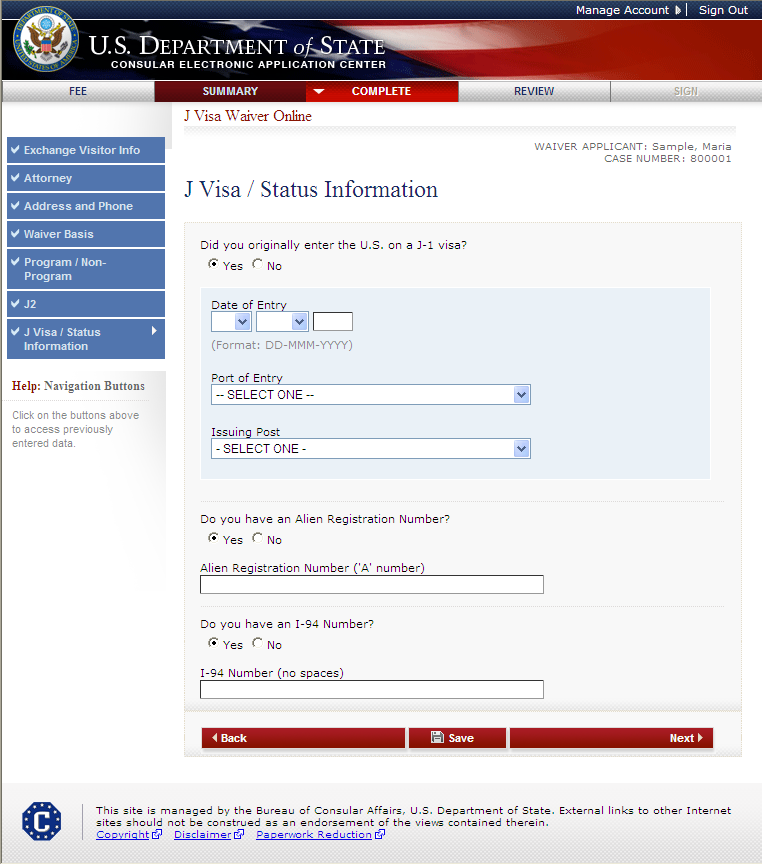 Manage Account | Sign Out
U.S. DEPARTMENT of STATE
CONSULAR ELECTRONIC APPLICATION CENTER
FEE SUMMARY COMPLETE REVIEW SIGN
J Visa Waiver Online
WAIVER APPLICANT: Sample, Maria
CASE NUMBER: 800001
Exchange Visitor Info
Attorney
Address and Phone
Waiver Basis
Program / Non-
Program
J2
J Visa / Status
Information
Help: Navigation Buttons
Click on the buttons above
to access previously
entered data.
J Visa / Status Information
Did you originally enter the U.S. on a J-1 visa?
Yes No
Date of Entry
(Format: DD-MMM-YYYY)
Port of Entry
-- SELECT ONE --
Issuing Post
- SELECT ONE -
Do you have an Alien Registration Number?
Yes No
Alien Registration Number ('A' number)
Do you have an I-94 Number?
Yes No
I-94 Number (no spaces)
Back Save Next
C
This site is managed by the Bureau of Consular Affairs, U.S. Department of State. External links to other Internet
sites should not be construed as an endorsement of the views contained therein.
Copyright Disclaimer Paperwork Reduction